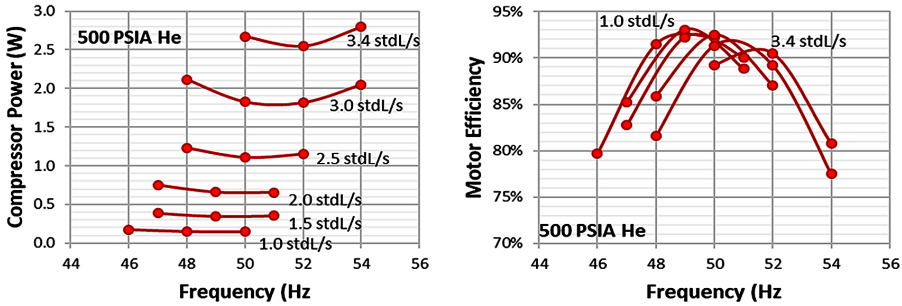 500 PSIA He
Compressor Power (W)
3.0
2.5
2.0
1.5
1.0
0.5
0.0
3.4 stdL/s
3.0 stdL/s
2.5 stdL/s
2.0 stdL/s
1.5 stdL/s
1.0 stdL/s
44 46 48 50 52 54 56
Frequency (Hz
Motor Efficiency
95%
90%
85%
80%
75%
70%
1.0 stdL/s
3.4 stdL/s
500 PSIA He
44 46 48 50 52 54 56
Frequency (Hz